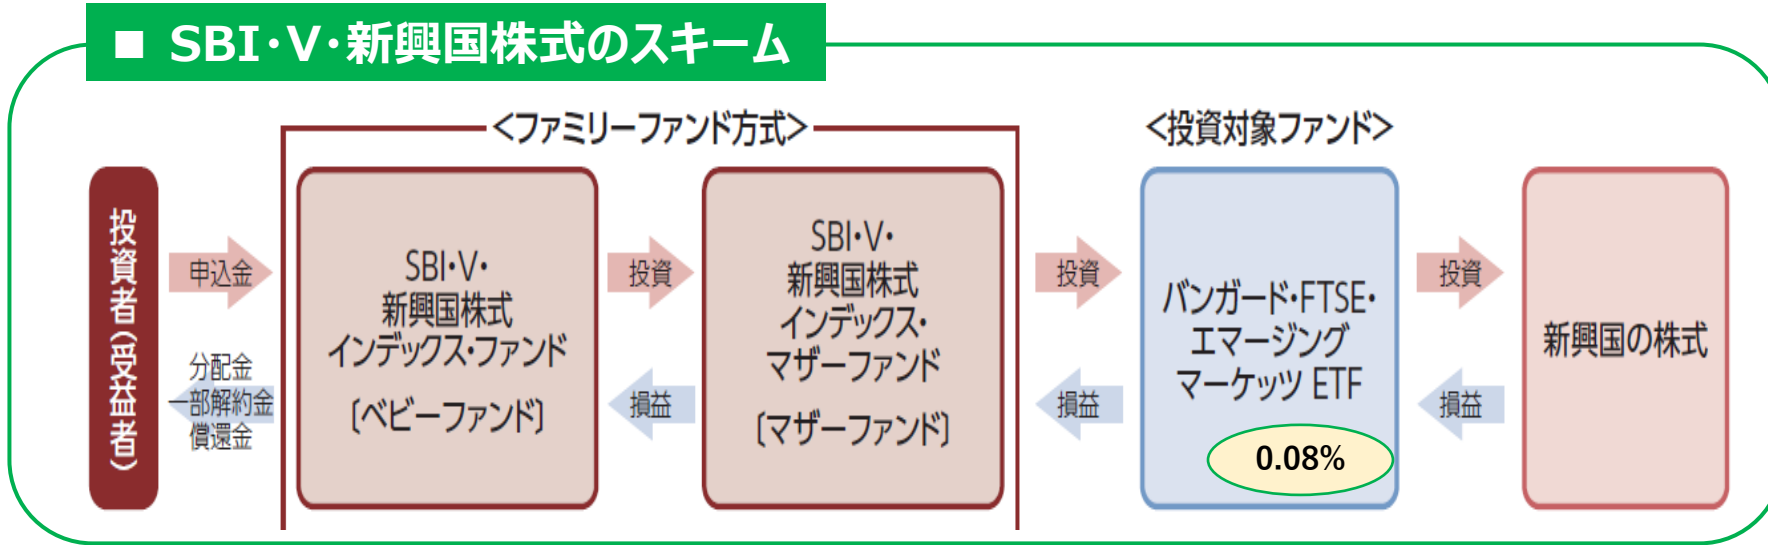 ■ SBI・V・新興国株式のスキーム
<ファミリーファンド方式>
<投資対象ファンド>
投資者(受益者)
申込金
分配金
一部解約金
償還金
SBI・V・
新興国株式
インデックス・ファンド
〔ベビーファンド〕
投資
損益
SBI・V・
新興国株式
インデックス・
マザーファンド
〔マザーファンド〕
投資
損益
バンガード・FTSE・
エマージング
マーケッツ ETF
0.08%
投資
損益
新興国の株式